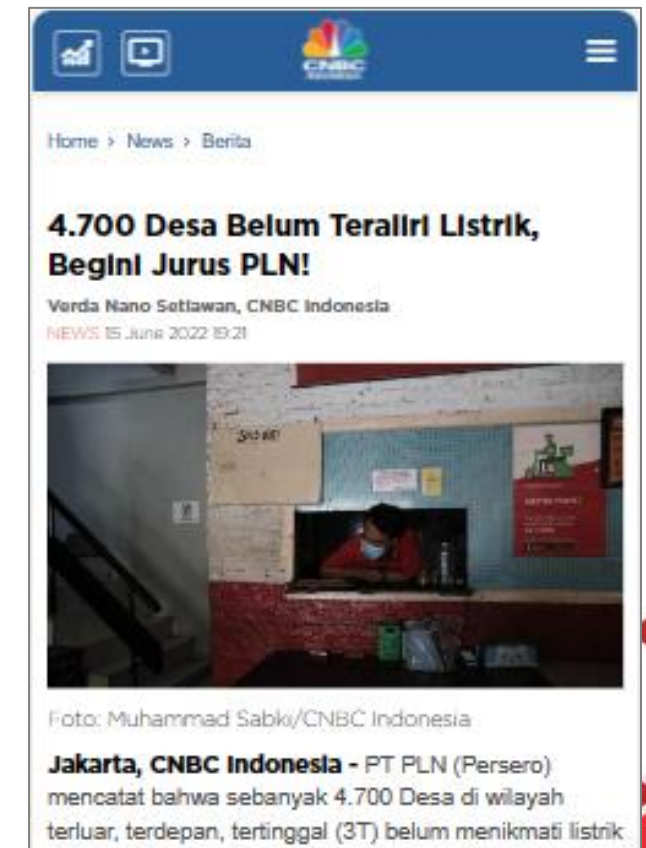 CNBC
Home > News > Berita
4.700 Desa Belum Teraliri Listrik,
Begini Jurus PLN!
Verda Nano Setiawan, CNBC Indonesia
NEWS 15 June 2022 19:21
Foto: Muhammad Sabki/CNBC Indonesia
Jakarta, CNBC Indonesia - PT PLN (Persero)
mencatat bahwa sebanyak 4.700 Desa di wilayah
terluar, terdepan, tertinggal (3T) belum menikmati listrik